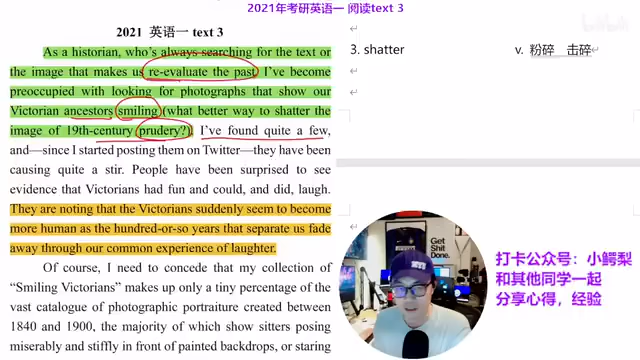 2021年考研英语一 阅读text 3
2021 英语一 text 3
As a historian, who's always searching for the text or
the image that makes us re-evaluate the past, I've become
preoccupied with looking for photographs that show our
Victorian ancestors smiling (what better way to shatter the
image of 19th-century prudery?). I've found quite a few,
and—since I started posting them on Twitter—they have been
causing quite a stir. People have been surprised to see
evidence that Victorians had fun and could, and did, laugh.
They are noting that the Victorians suddenly seem to become
more human as the hundred-or-so years that separate us fade
away through our common experience of laughter.
Of course, I need to concede that my collection of
“Smiling Victorians” makes up only a tiny percentage of the
vast catalogue of photographic portraiture created between
1840 and 1900, the majority of which show sitters posing
miserably and stiffly in front of painted backdrops, or staring
3. shatter v. 粉碎 击碎
bilibili
Get
Shit
Done.
打卡公众号：小鳄梨
和其他同学一起
分享心得，经验